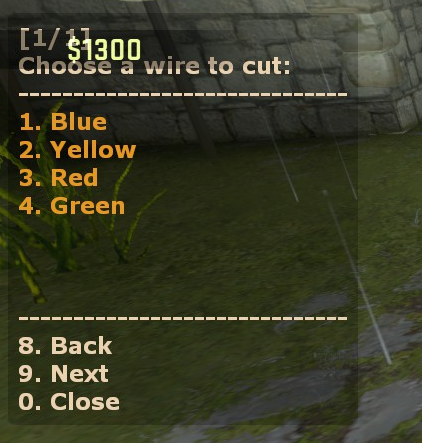 [1/1]
$1300
Choose a wire to cut:
------------------------------
1. Blue
2. Yellow
3. Red
4. Green
------------------------------
8. Back
9. Next
0. Close